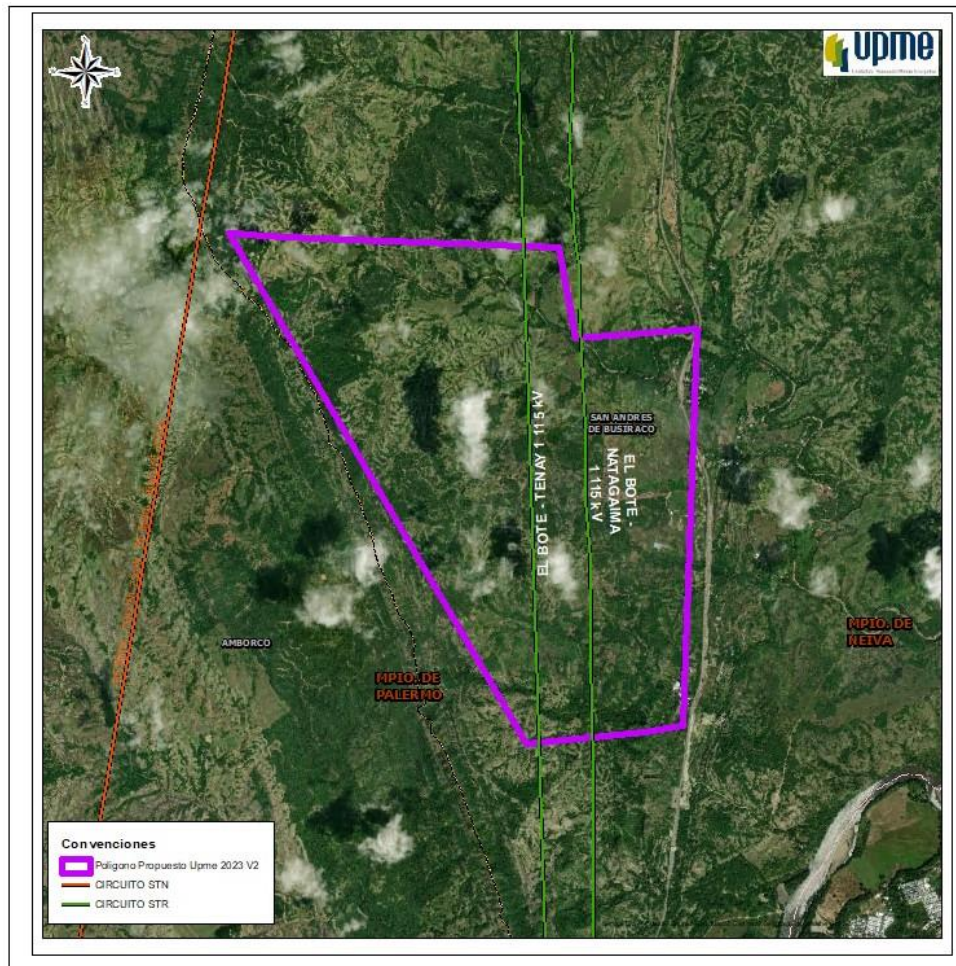 upme
EL BOTE - TENAY 1 115 kV
SAN ANDRES
DE BUSIRACO
EL BOTE -
NATAGAIMA
1 115 kV
AMBORCO
MPIO. DE
PALERMO
MPIO. DE
NEIVA
Convenciones
Polígono Propuesto Upme 2023 V2
CIRCUITO STN
CIRCUITO STR